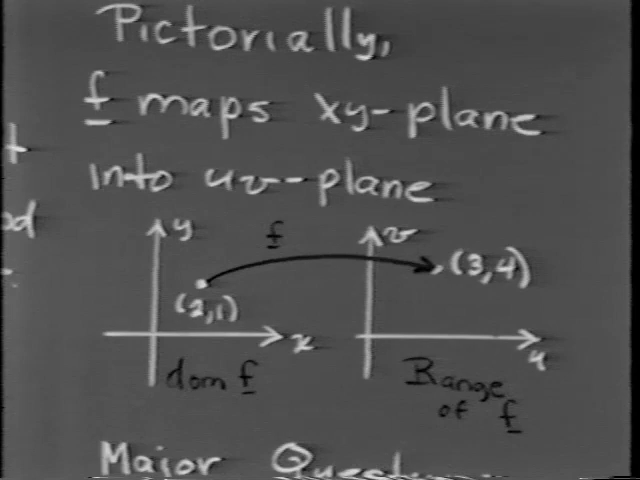 Pictorially,
f maps xy-plane
into uv-plane
y
f
v
(3,4)
(2,1)
x
u
dom f
Range
of f
Major